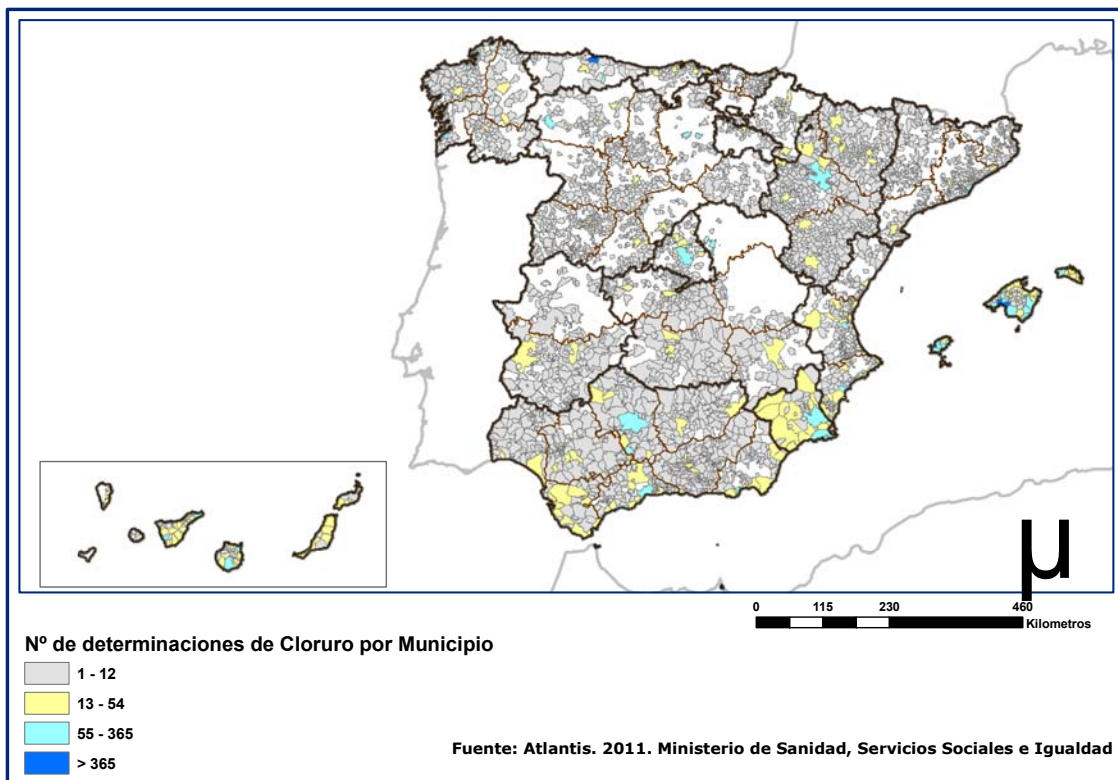 µ
0 115 230 460
Kilometros
Nº de determinaciones de Cloruro por Municipio
1 - 12
13 - 54
55 - 365
> 365
Fuente: Atlantis. 2011. Ministerio de Sanidad, Servicios Sociales e Igualdad